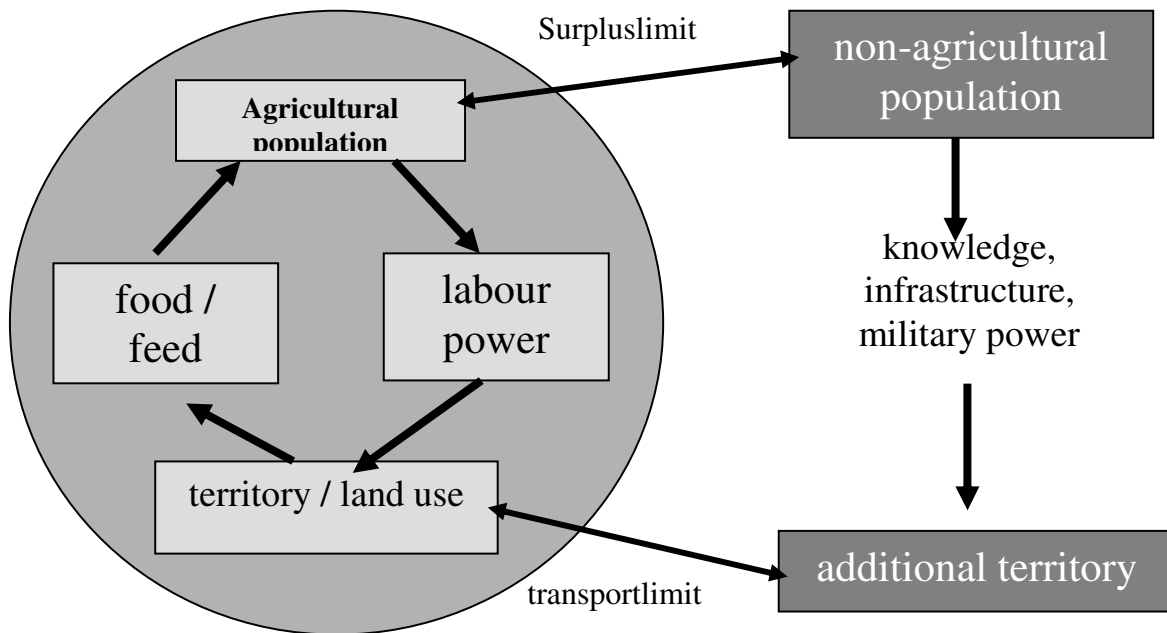 Surpluslimit
non-agricultural
population
Agricultural
population
knowledge,
infrastructure,
military power
food /
feed
labour
power
territory / land use
additional territory
transportlimit